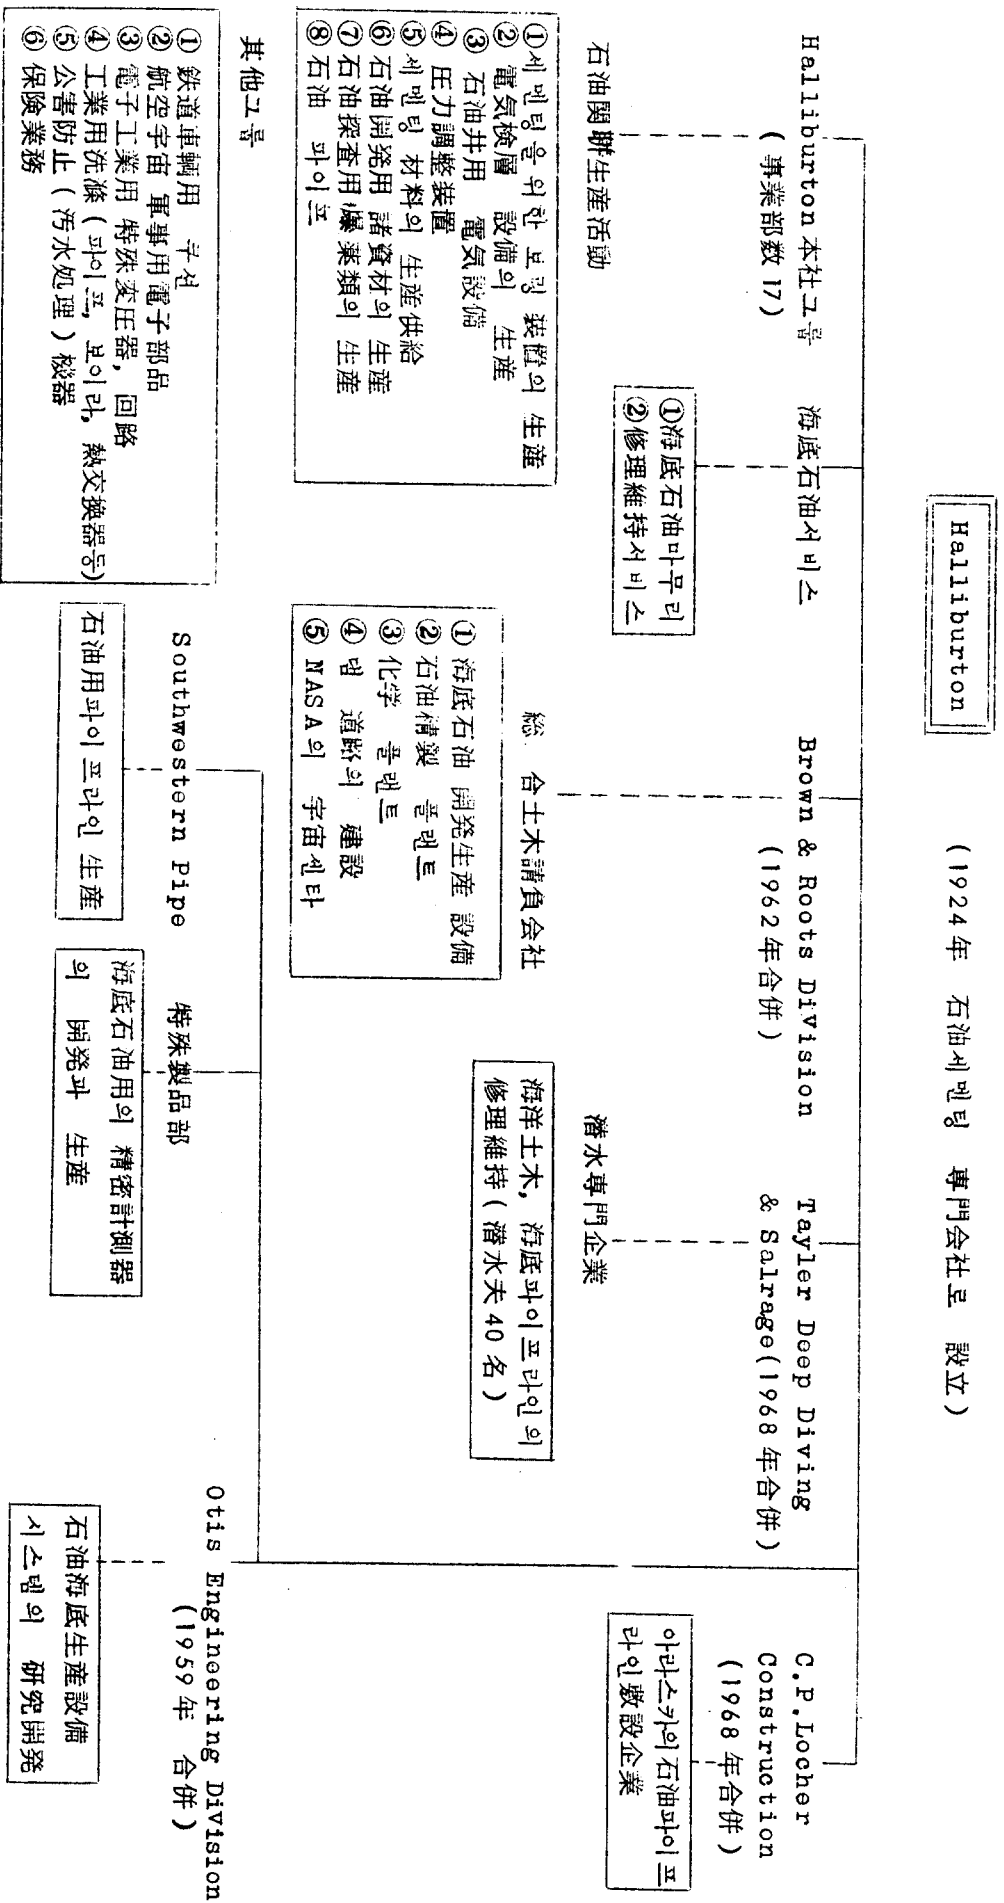 Halliburton
(1924年 石油세멘팅 專門会社로 設立)
Halliburton 本社그룹
(事業部数 17)
石油関聯生産活動
①세멘팅을 위한 보링 装置의 生産
② 電気検層 設備의 生産
③ 石油井用 電気設備
④ 圧力調整装置
⑤ 세멘팅 材料의 生産供給
⑥ 石油開発用 諸資材의 生産
⑦ 石油探査用 爆薬類의 生産
⑧ 石油 파이프
其他그룹
① 鉄道車輌用 쿠션
② 航空宇宙 軍事用電子部品
③ 電子工業用 特殊変圧器, 回路
④ 工業用洗滌 (파이프, 보이라, 熱交換器등)
⑤ 公害防止 (汚水処理) 機器
⑥ 保険業務
海底石油서비스
①海底石油마무리
②修理維持서비스
Brown & Roots DiVision
(1962年合併)
総 合土木請負会社
① 海底石油 開発生産 設備
② 石油精製 플랜트
③ 化学 플랜트
④ 댐 道路의 建設
⑤ NASA의 宇宙센타
Tayler Deep Diving
& Salrage(1968年合併)
潜水専門企業
海洋土木, 海底파이프라인의
修理維持(潜水夫40名)
C.P.Locher
Construction
(1968年合併)
아라스카의石油파이프
라인敷設企業
Southwestern Pipe
石油用파이프라인 生産
特殊製品部
海底石油用의 精密計測器
의 開発과 生産
Otis Engineering DiVision
(1959年 合併)
石油海底生産設備
시스템의 研究開発